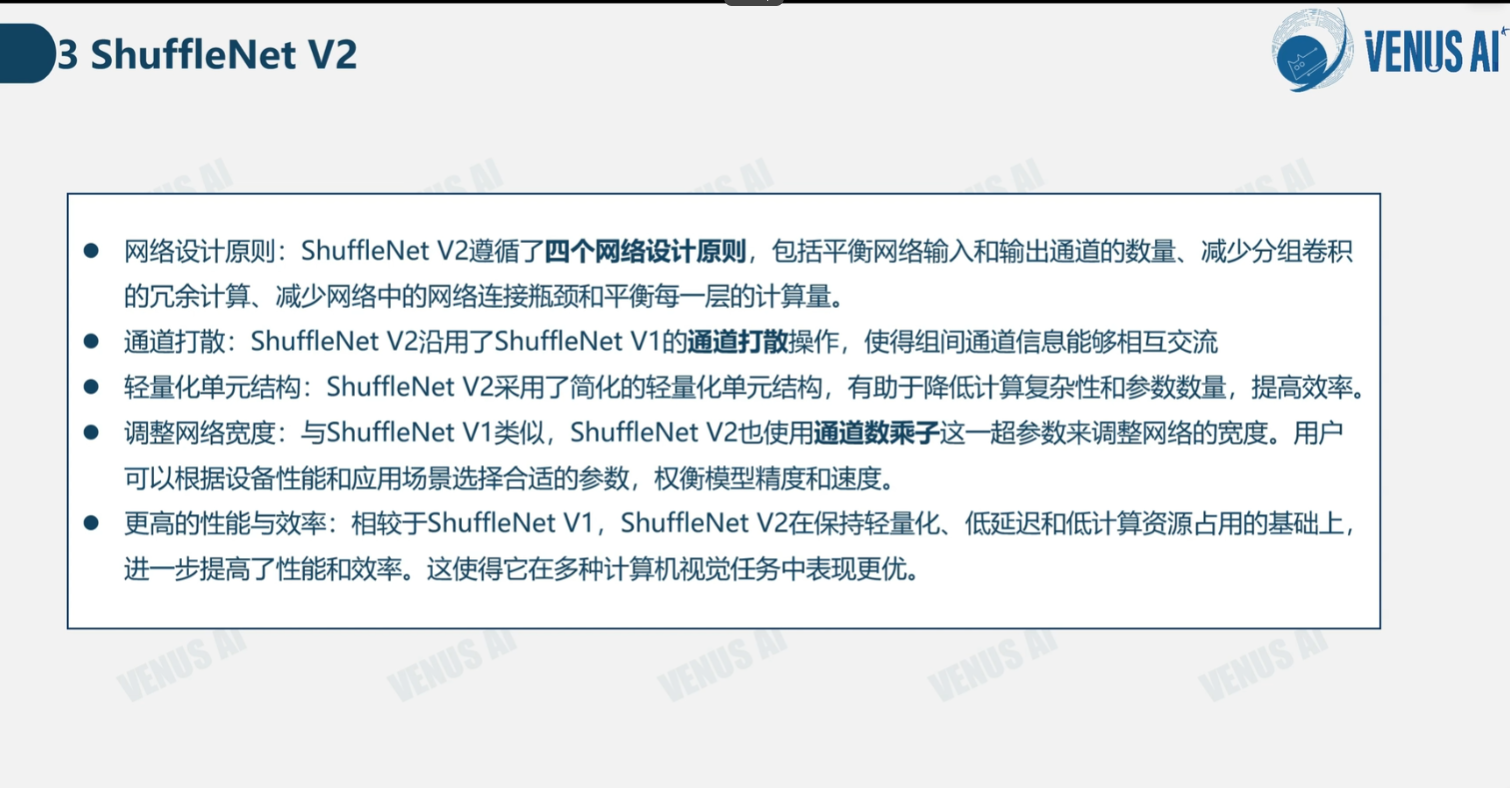 3 ShuffleNet V2
VENUS AI
网络设计原则：ShuffleNet V2遵循了四个网络设计原则，包括平衡网络输入和输出通道的数量、减少分组卷积
的冗余计算、减少网络中的网络连接瓶颈和平衡每一层的计算量。
通道打散：ShuffleNet V2沿用了ShuffleNet V1的通道打散操作，使得组间通道信息能够相互交流
轻量化单元结构：ShuffleNet V2采用了简化的轻量化单元结构，有助于降低计算复杂性和参数数量，提高效率。
调整网络宽度：与ShuffleNet V1类似，ShuffleNet V2也使用通道数乘子这一超参数来调整网络的宽度。用户
可以根据设备性能和应用场景选择合适的参数，权衡模型精度和速度。
更高的性能与效率：相较于ShuffleNet V1，ShuffleNet V2在保持轻量化、低延迟和低计算资源占用的基础上，
进一步提高了性能和效率。这使得它在多种计算机视觉任务中表现更优。
VENUS AI VENUS AI VENUS AI VENUS AI VENUS AI